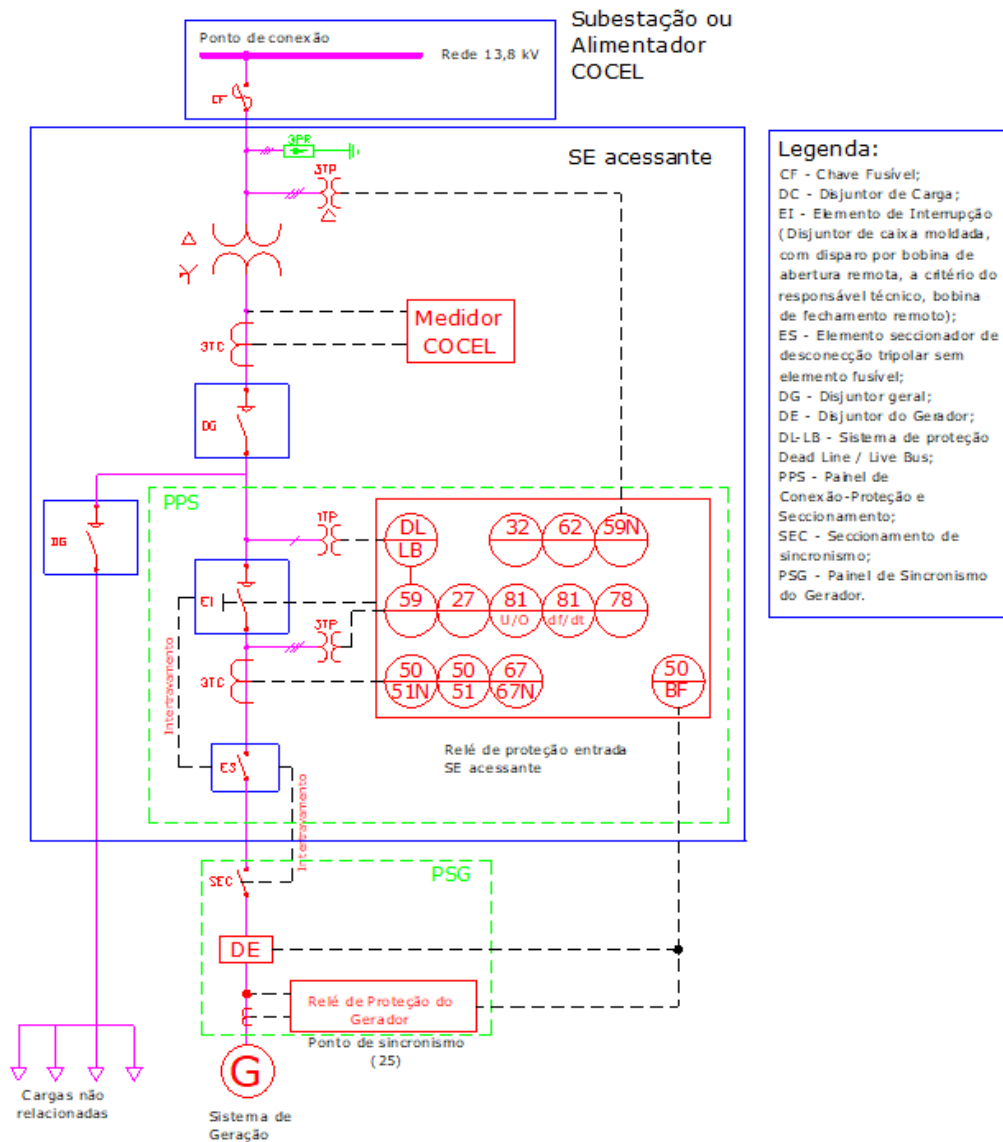 Subestação ou
Alimentador
COCEL
Ponto de conexão
Rede 13,8 kV
CF
SE acessante
3PR
3TP
Medidor
COCEL
3TC
DG
DG
PPS
1TP
DL
LB
32
62
59N
EI
59
27
81
U/O
81
df/dt
78
3TP
3TC
50
51N
50
51
67
67N
50
BF
Intertravamento
Relé de proteção entrada
SE acessante
ES
Intertravamento
SEC
PSG
DE
Relé de Proteção do
Gerador
Ponto de sincronismo
(25)
G
Sistema de
Geração
Cargas não
relacionadas
Legenda:
CF - Chave Fusível;
DC - Disjuntor de Carga;
EI - Elemento de Interrupção
(Disjuntor de caixa moldada,
com disparo por bobina de
abertura remota, a critério do
responsável técnico, bobina
de fechamento remoto);
ES - Elemento seccionador de
desconecção tripolar sem
elemento fusível;
DG - Disjuntor geral;
DE - Disjuntor do Gerador;
DL-LB - Sistema de proteção
Dead Line / Live Bus;
PPS - Painel de
Conexão-Proteção e
Seccionamento;
SEC - Seccionamento de
sincronismo;
PSG - Painel de Sincronismo
do Gerador.